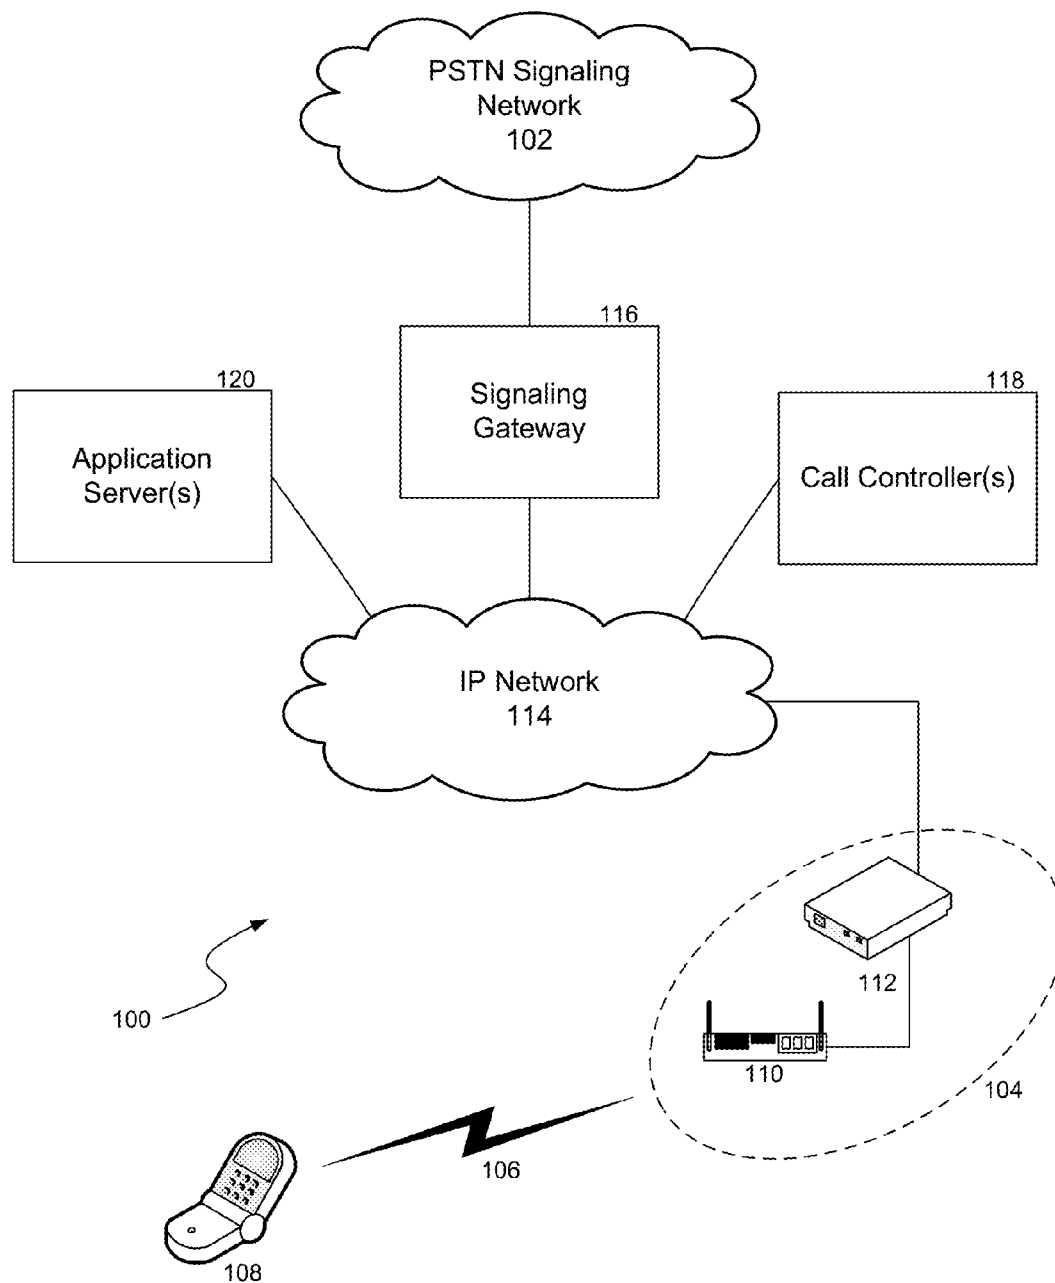 PSTN Signaling
Network
102
116
Signaling
Gateway
120
Application
Server(s)
118
Call Controller(s)
IP Network
114
112
100
110
104
106
108